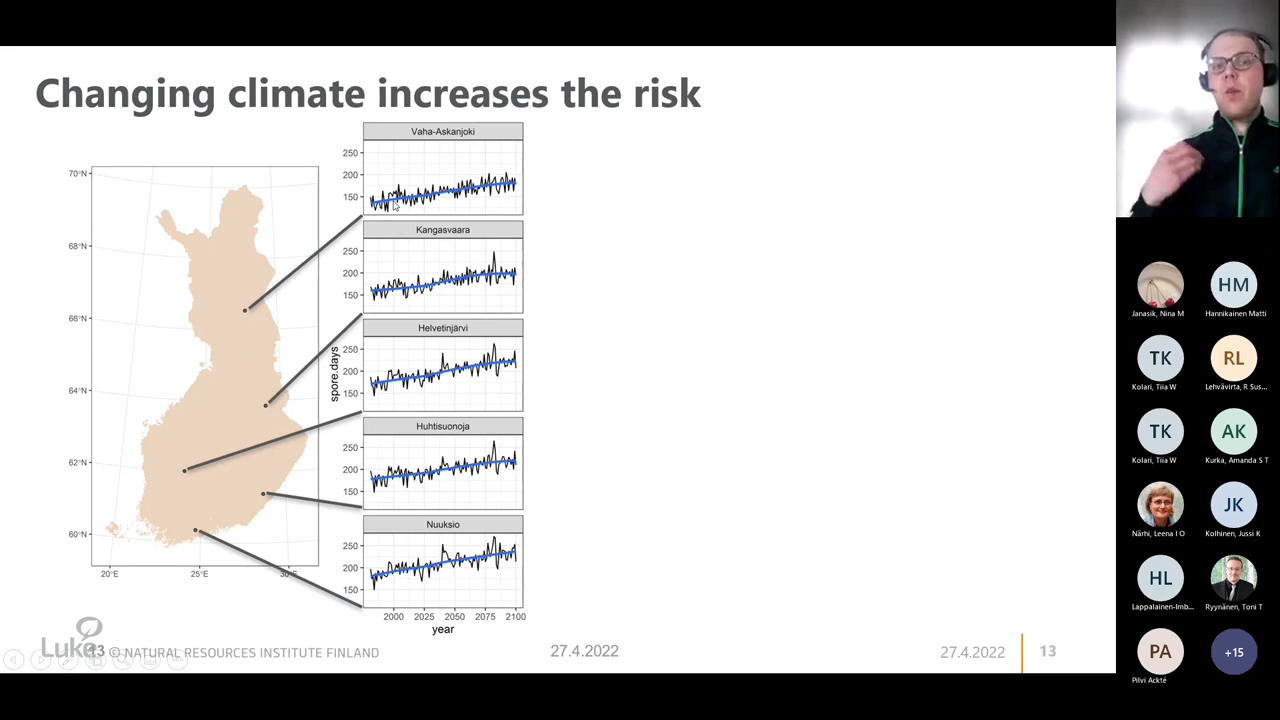 Changing climate increases the risk
70°N
68°N
66°N
64°N
62°N
60°N
20°E
25°E
30°E
spore.days
Vaha-Askanjoki
250
200
150
Kangasvaara
250
200
150
Helvetinjärvi
250
200
150
Huhtisuonoja
250
200
150
Nuuksio
250
200
150
2000 2025 2050 2075 2100
year
Luke
13 © NATURAL RESOURCES INSTITUTE FINLAND
27.4.2022
27.4.2022 13
HM
Janasik, Nina M
Hannikainen Matti
TK
RL
Kolari, Tiia W
Lehvävirta, R Sus...
TK
AK
Kolari, Tiia W
Kurka, Amanda S T
JK
Närhi, Leena I O
Kolhinen, Jussi K
HL
Lappalainen-Imb...
Ryynänen, Toni T
PA
+15
Pilvi Ackté